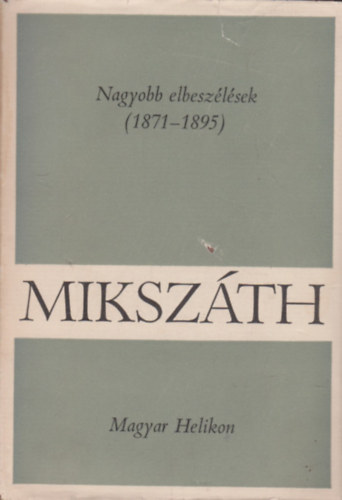 Nagyobb elbeszélések
(1871–1895)
MIKSZÁTH
Magyar Helikon